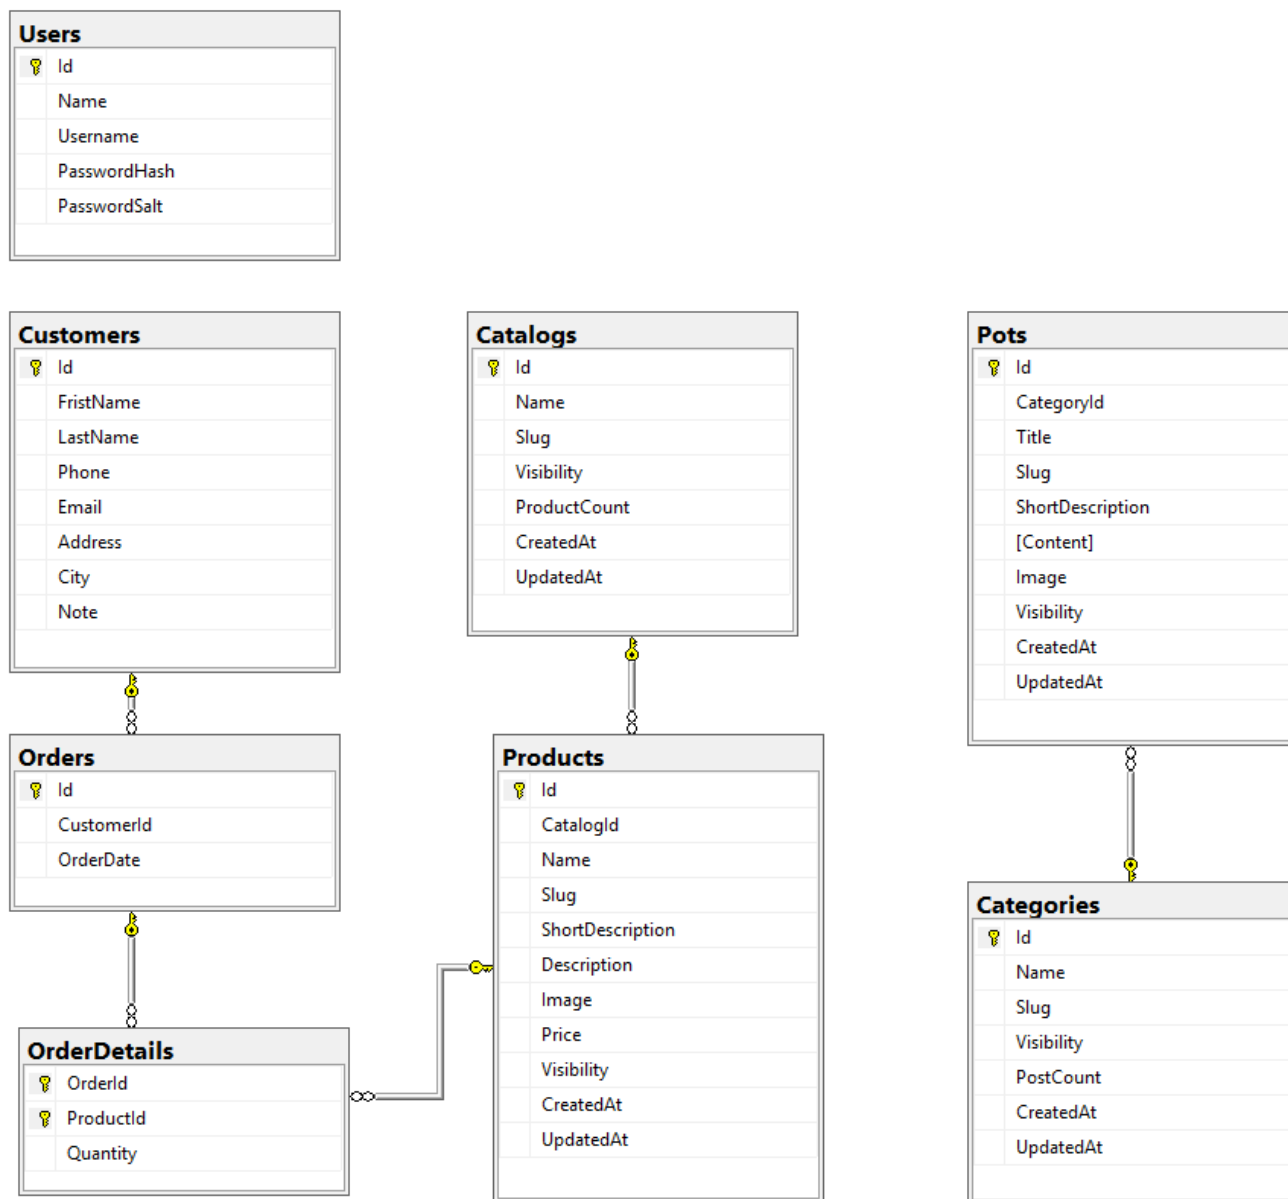 Users
Id
Name
Username
PasswordHash
PasswordSalt
Customers
Id
FristName
LastName
Phone
Email
Address
City
Note
Catalogs
Id
Name
Slug
Visibility
ProductCount
CreatedAt
UpdatedAt
Pots
Id
CategoryId
Title
Slug
ShortDescription
[Content]
Image
Visibility
CreatedAt
UpdatedAt
Orders
Id
CustomerId
OrderDate
Products
Id
CatalogId
Name
Slug
ShortDescription
Description
Image
Price
Visibility
CreatedAt
UpdatedAt
Categories
Id
Name
Slug
Visibility
PostCount
CreatedAt
UpdatedAt
OrderDetails
OrderId
ProductId
Quantity